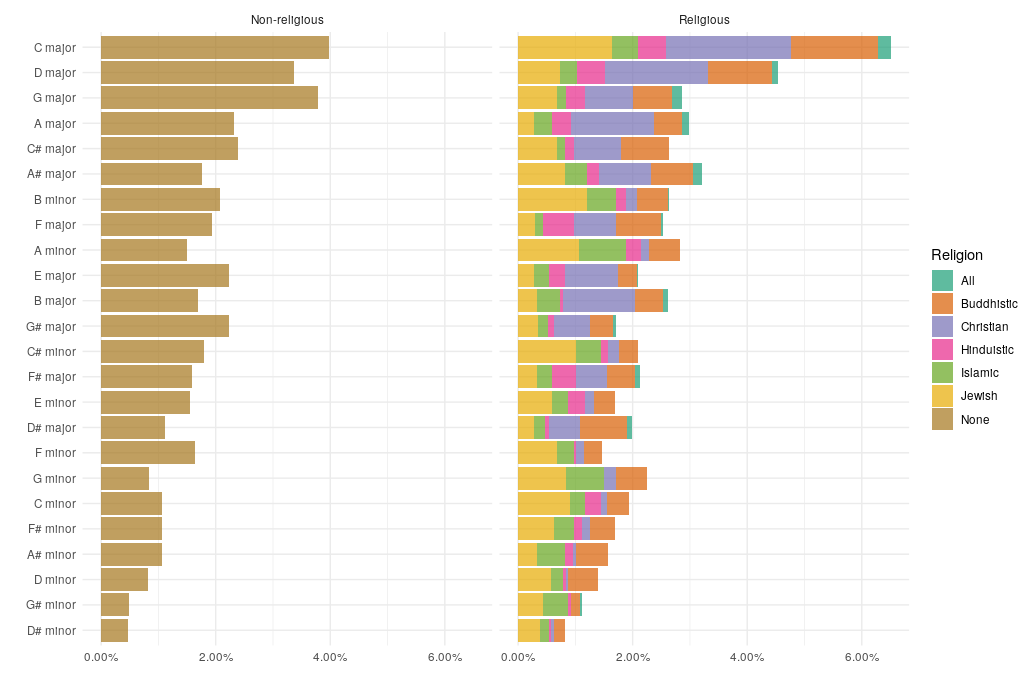 Non-religious
Religious
C major
D major
G major
A major
C# major
A# major
B minor
F major
A minor
E major
B major
G# major
C# minor
F# major
E minor
D# major
F minor
G minor
C minor
F# minor
A# minor
D minor
G# minor
D# minor
0.00% 2.00% 4.00% 6.00%
0.00% 2.00% 4.00% 6.00%
Religion
All
Buddhistic
Christian
Hinduistic
Islamic
Jewish
None